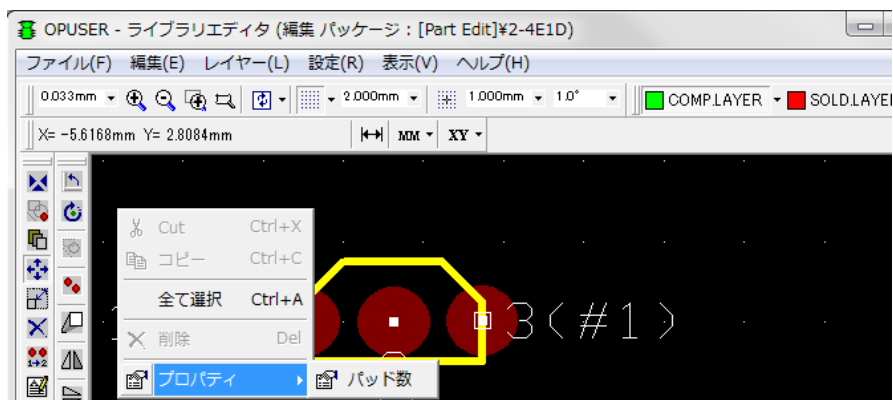 OPUSER - ライブラリエディタ (編集 パッケージ : [Part Edit]¥2-4E1D)
ファイル(F) 編集(E) レイヤー(L) 設定(R) 表示(V) ヘルプ(H)
0.033mm 2.000mm 1.000mm 1.0° COMP.LAYER SOLD.LAYE
X= -5.6168mm Y= 2.8084mm MM XY
Cut Ctrl+X
コピー Ctrl+C
全て選択 Ctrl+A
削除 Del
プロパティ パッド数
3(#1)